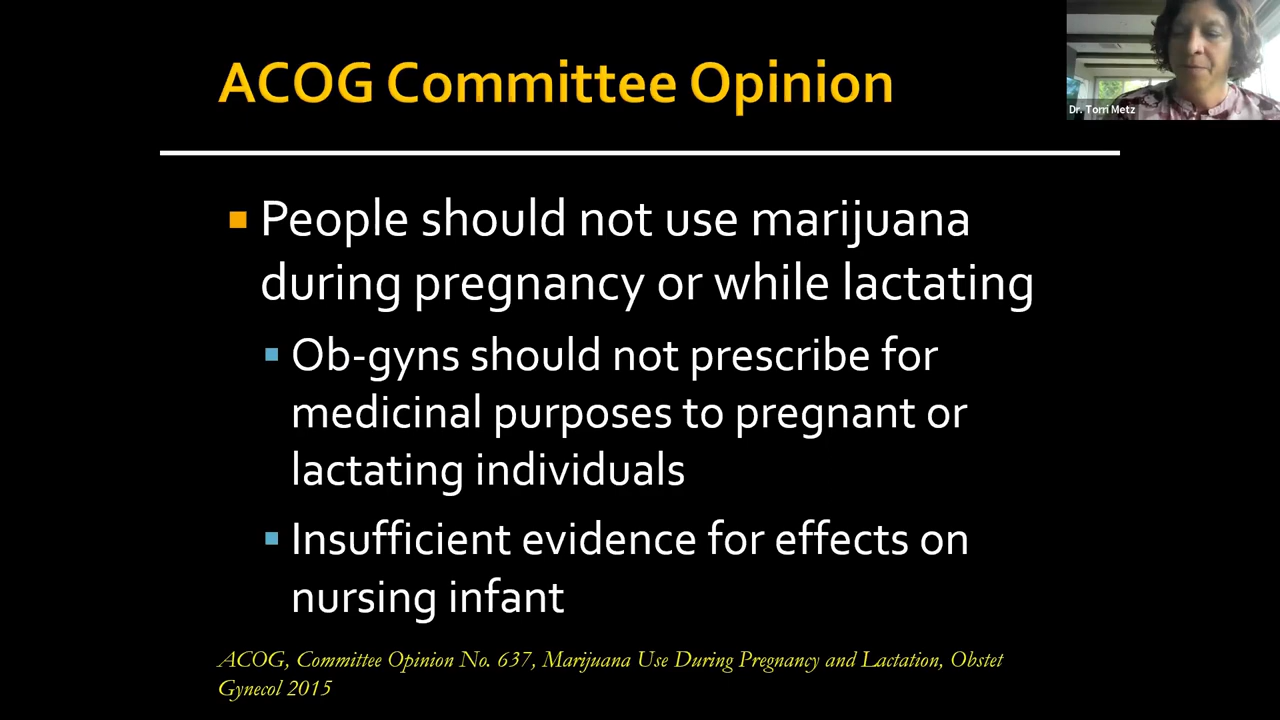 ACOG Committee Opinion
Dr. Torri Metz
People should not use marijuana
during pregnancy or while lactating
Ob-gyns should not prescribe for
medicinal purposes to pregnant or
lactating individuals
Insufficient evidence for effects on
nursing infant
ACOG, Committee Opinion No. 637, Marijuana Use During Pregnancy and Lactation, Obstet
Gynecol 2015